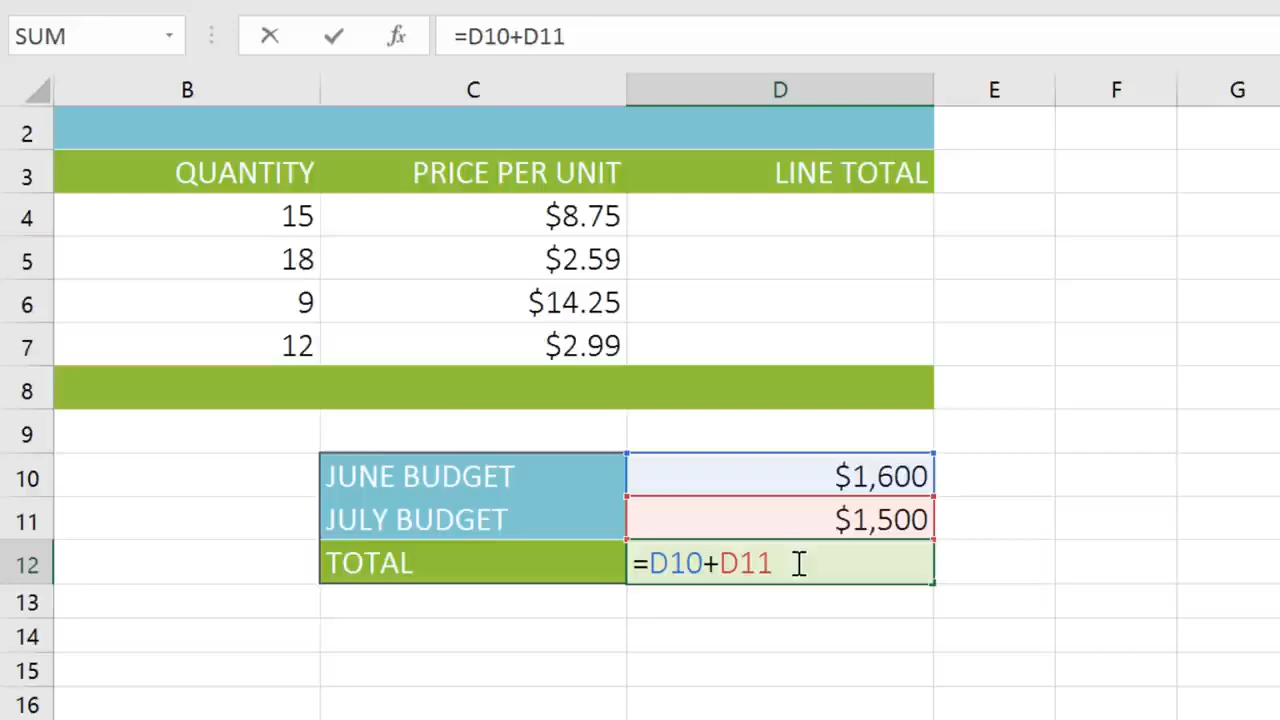 SUM fx =D10+D11
B C D E F G
2
3 QUANTITY PRICE PER UNIT LINE TOTAL
4 15 $8.75
5 18 $2.59
6 9 $14.25
7 12 $2.99
8
9
10 JUNE BUDGET $1,600
11 JULY BUDGET $1,500
12 TOTAL =D10+D11
13
14
15
16